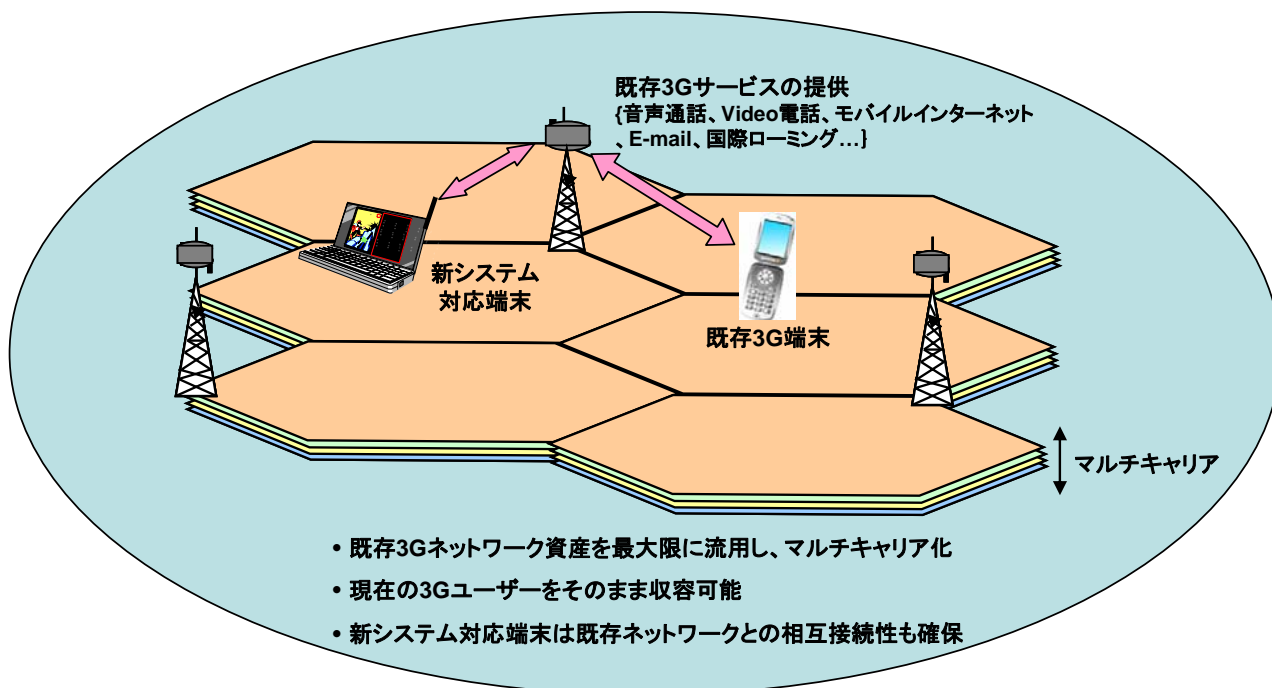 既存3Gサービスの提供
{音声通話、Video電話、モバイルインターネット
、E-mail、国際ローミング…}
新システム
対応端末
既存3G端末
マルチキャリア
• 既存3Gネットワーク資産を最大限に流用し、マルチキャリア化
• 現在の3Gユーザーをそのまま収容可能
• 新システム対応端末は既存ネットワークとの相互接続性も確保